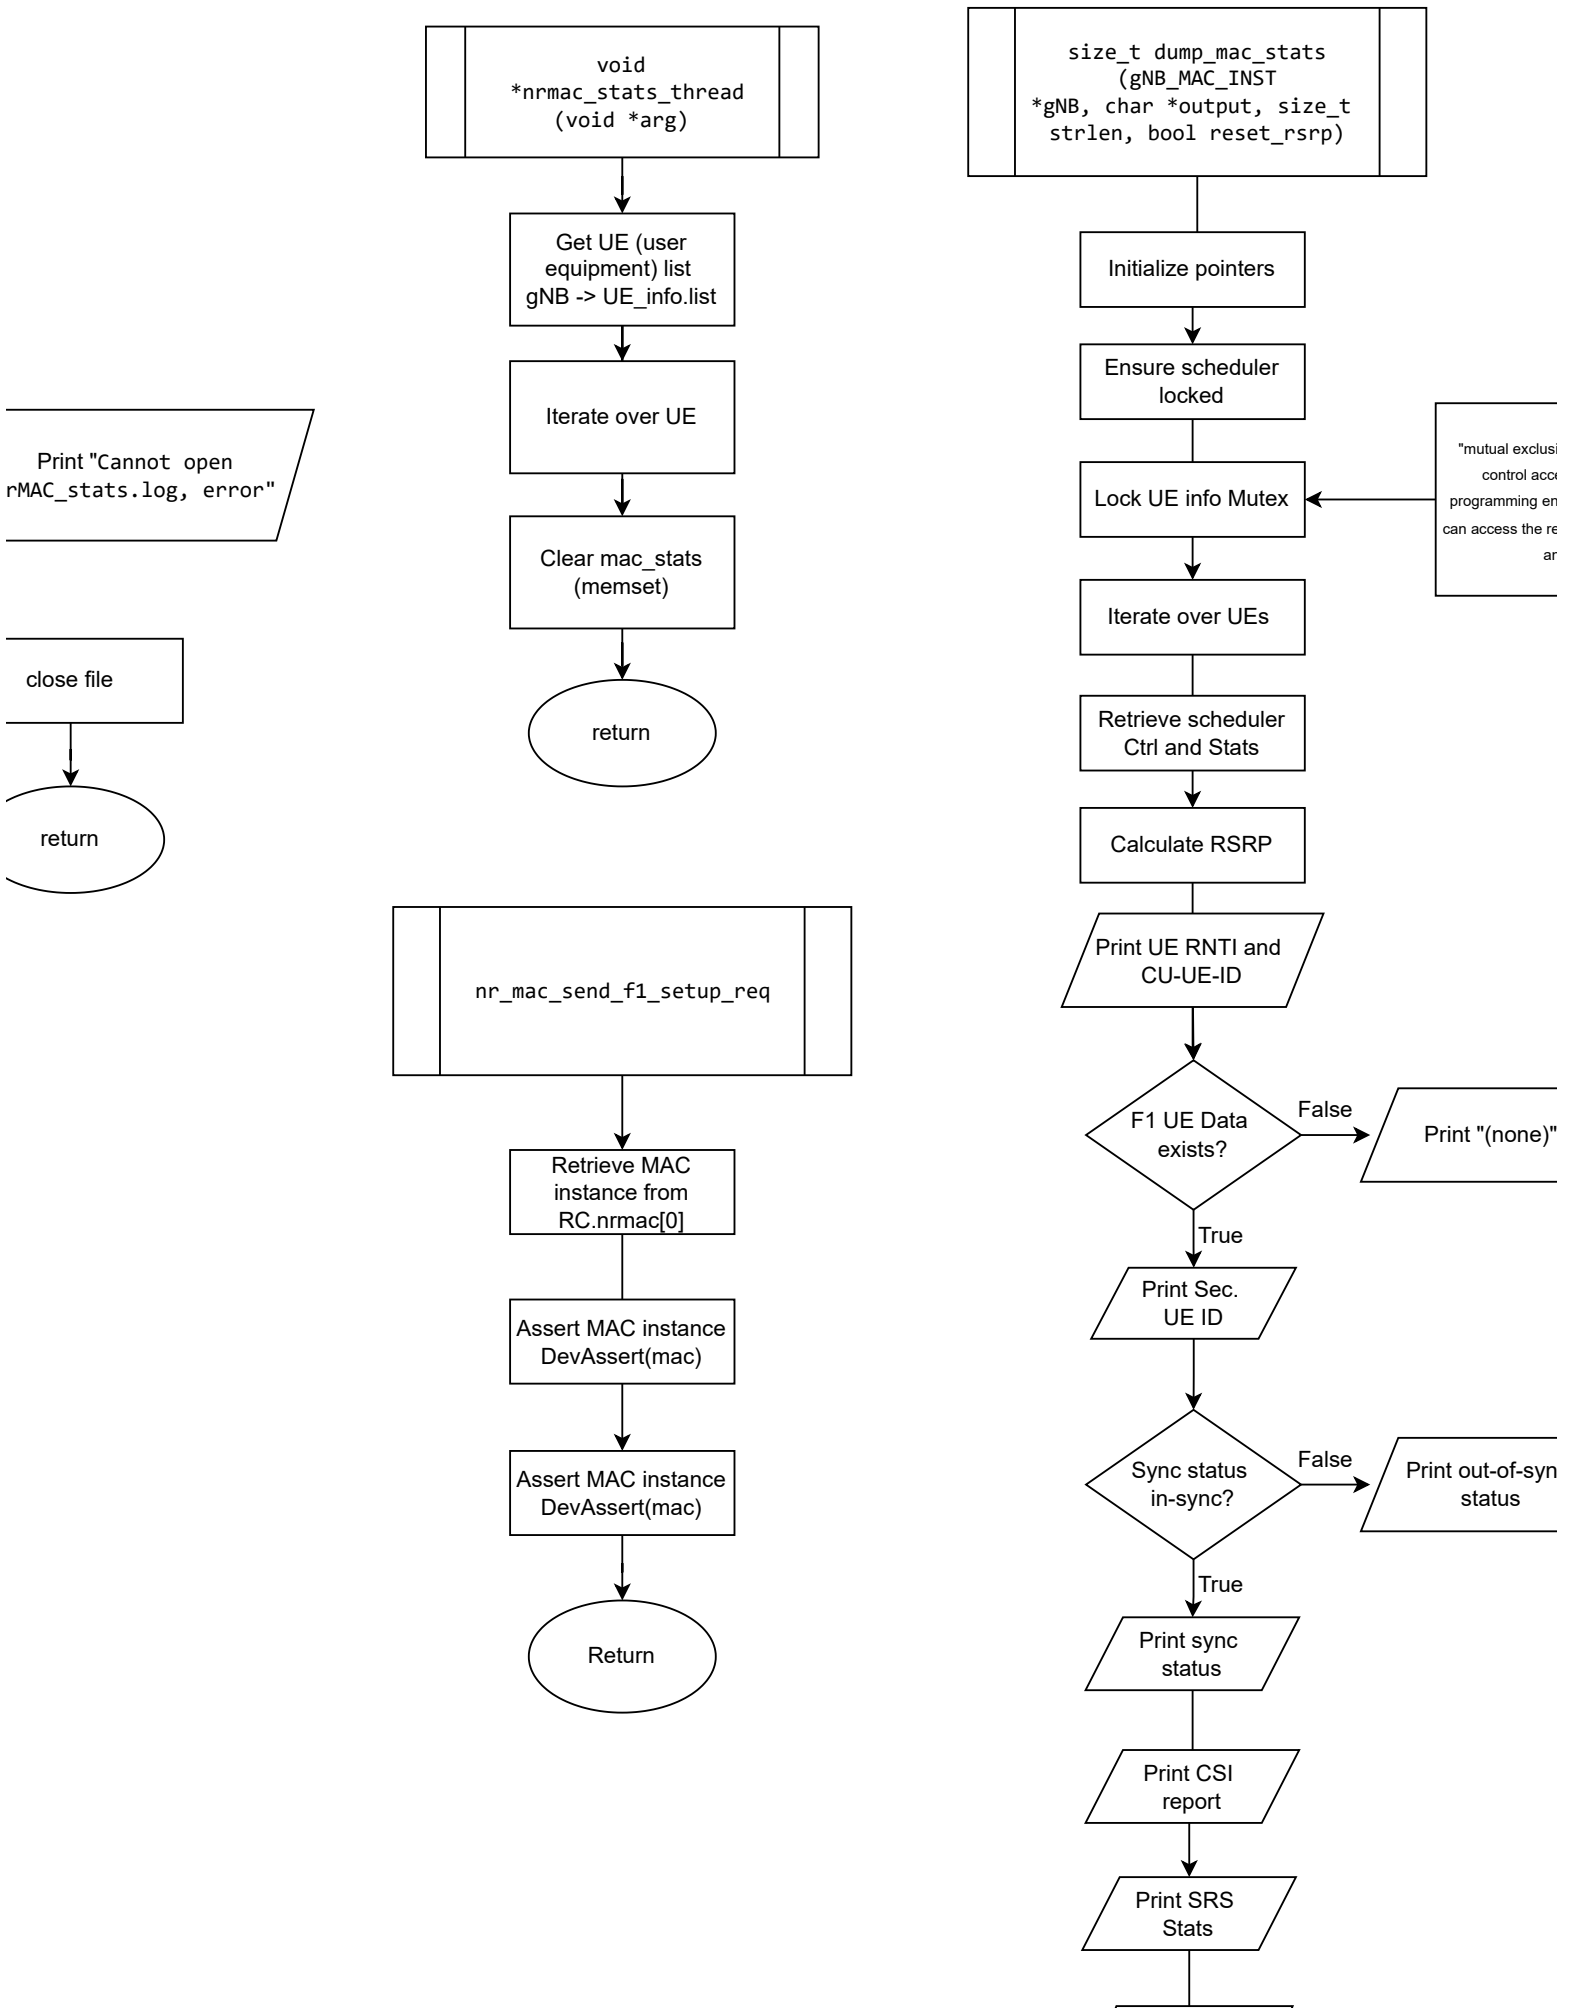 Print "Cannot open
rMAC_stats.log, error"
close file
return
void
*nrmac_stats_thread
(void *arg)
Get UE (user
equipment) list
gNB -> UE_info.list
Iterate over UE
Clear mac_stats
(memset)
return
nr_mac_send_f1_setup_req
Retrieve MAC
instance from
RC.nrmac[0]
Assert MAC instance
DevAssert(mac)
Assert MAC instance
DevAssert(mac)
Return
size_t dump_mac_stats
(gNB_MAC_INST
*gNB, char *output, size_t
strlen, bool reset_rsrp)
Initialize pointers
Ensure scheduler
locked
Lock UE info Mutex
"mutual exclusi
control acce
programming en
can access the re
ar
Iterate over UEs
Retrieve scheduler
Ctrl and Stats
Calculate RSRP
Print UE RNTI and
CU-UE-ID
F1 UE Data
exists?
False
Print "(none)"
True
Print Sec.
UE ID
Sync status
in-sync?
False
Print out-of-syn
status
True
Print sync
status
Print CSI
report
Print SRS
Stats